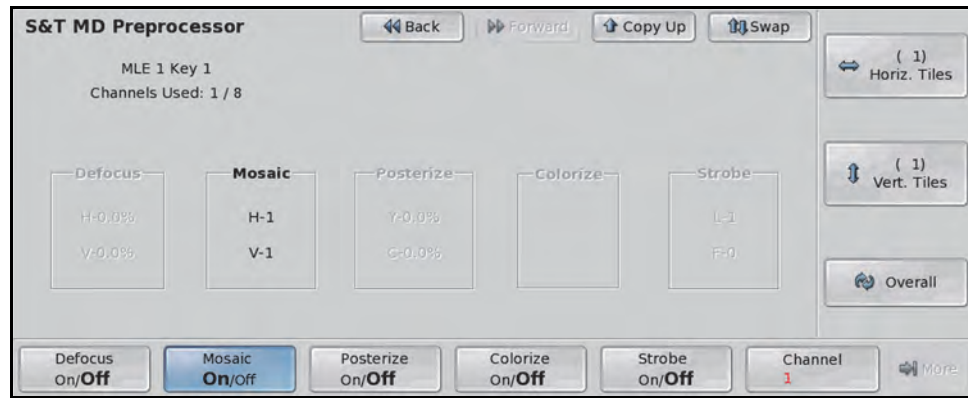 S&T MD Preprocessor
Back
Forward
Copy Up
Swap
MLE 1 Key 1
Channels Used: 1 / 8
( 1)
Horiz. Tiles
( 1)
Vert. Tiles
Overall
Defocus
H-0.0%
V-0.0%
Mosaic
H-1
V-1
Posterize
Y-0.0%
C-0.0%
Colorize
Strobe
L-1
F-0
Defocus
On/Off
Mosaic
On/Off
Posterize
On/Off
Colorize
On/Off
Strobe
On/Off
Channel
1
More